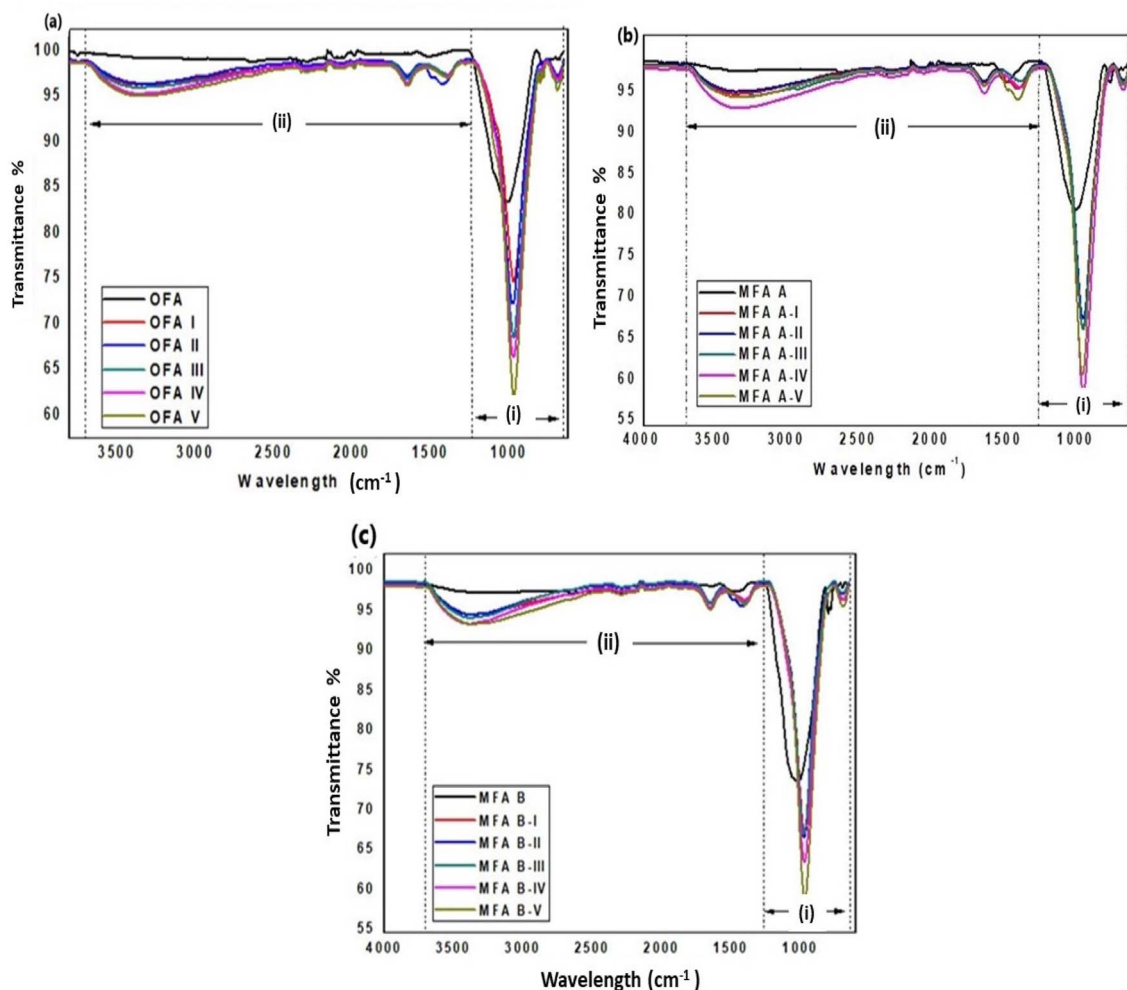 (a)
100
95
90
85
80
75
70
65
60
Transmittance %
(ii)
(i)
OFA
OFA I
OFA II
OFA III
OFA IV
OFA V
3500 3000 2500 2000 1500 1000
Wavelength (cm-1)
(b)
100
95
90
85
80
75
70
65
60
55
Transmittance %
(ii)
(i)
MFA A
MFA A-I
MFA A-II
MFA A-III
MFA A-IV
MFA A-V
4000 3500 3000 2500 2000 1500 1000
Wavelength (cm-1)
(c)
100
95
90
85
80
75
70
65
60
55
Transmittance %
(ii)
(i)
MFA B
MFA B-I
MFA B-II
MFA B-III
MFA B-IV
MFA B-V
4000 3500 3000 2500 2000 1500 1000
Wavelength (cm-1)